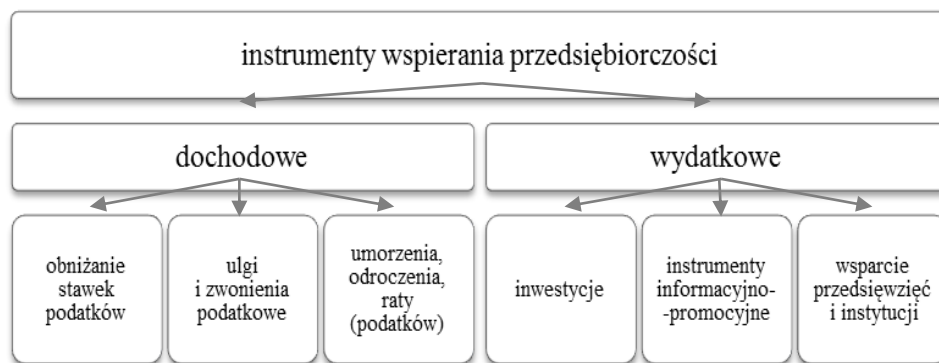 instrumenty wspierania przedsiębiorczości
dochodowe
wydatkowe
obniżanie
stawek
podatków
ulgi
i zwonienia
podatkowe
umorzenia,
odroczenia,
raty
(podatków)
inwestycje
instrumenty
informacyjno-
-promocyjne
wsparcie
przedsięwzięć
i instytucji